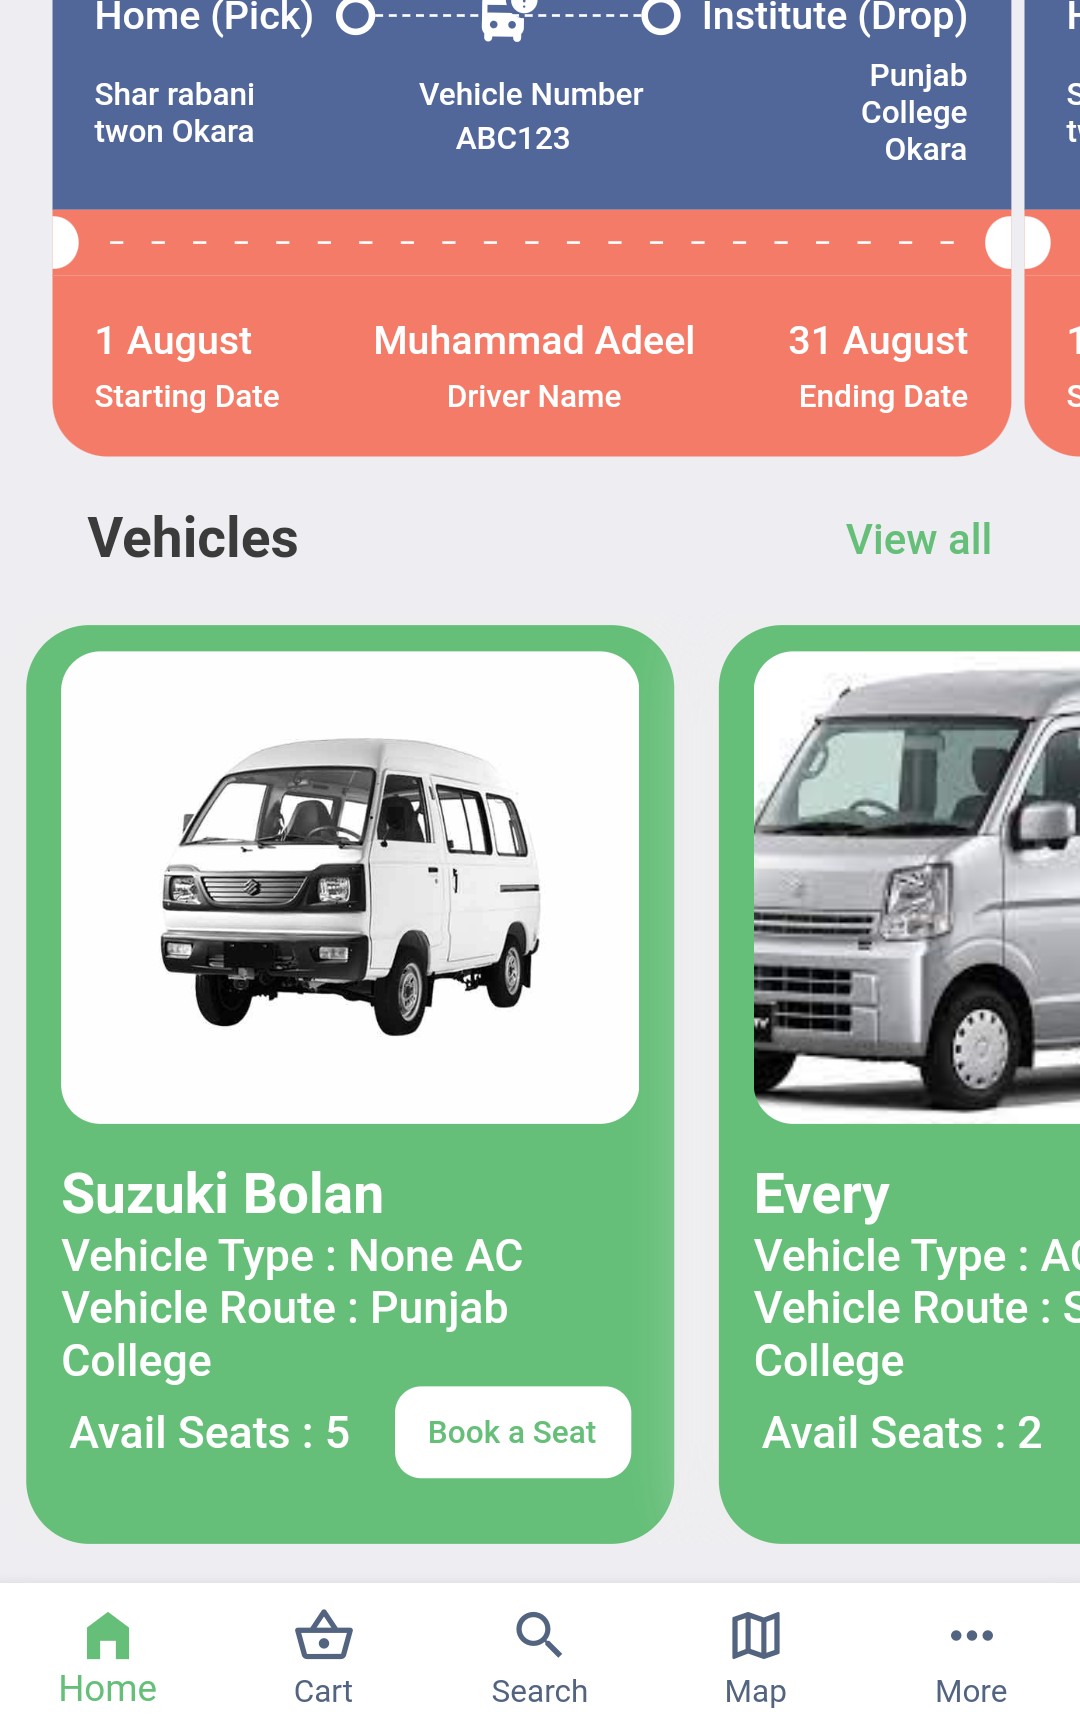 Home (Pick) Institute (Drop)
Shar rabani
twon Okara
Vehicle Number
ABC123
Punjab
College
Okara
1 August Muhammad Adeel 31 August
Starting Date Driver Name Ending Date
Vehicles View all
Suzuki Bolan
Vehicle Type : None AC
Vehicle Route : Punjab
College
Avail Seats : 5 Book a Seat
Every
Vehicle Type : AC
Vehicle Route : S
College
Avail Seats : 2
Home Cart Search Map More